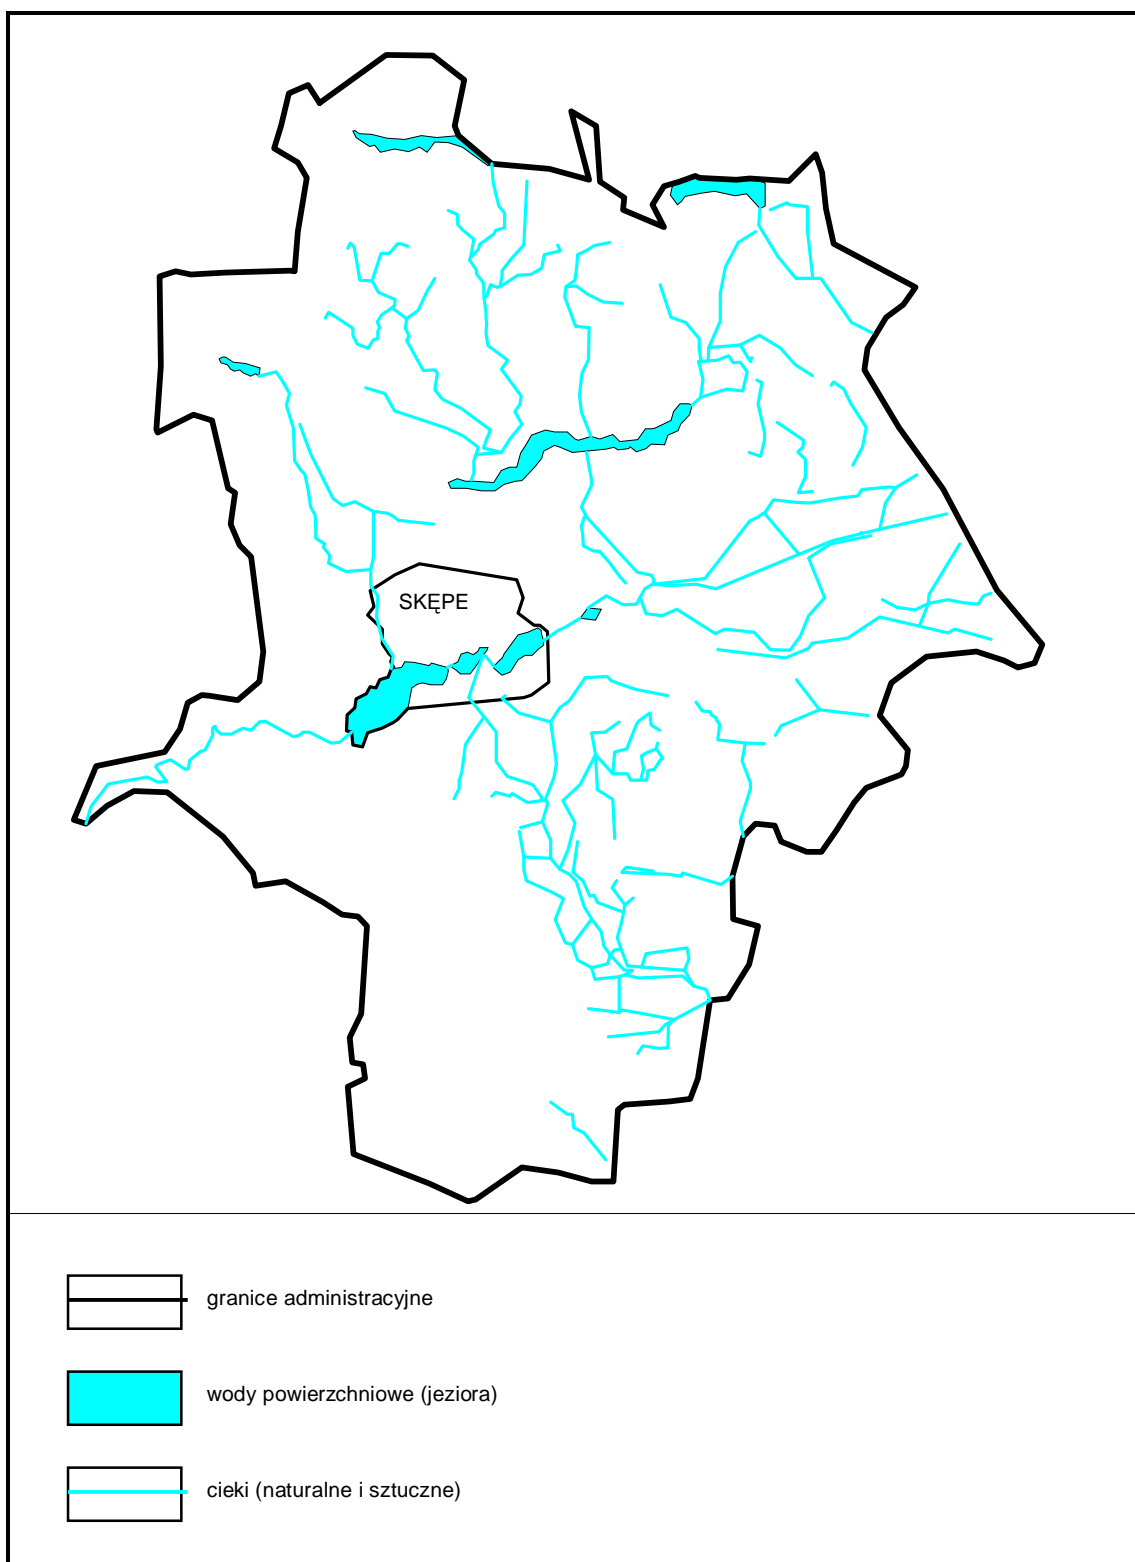 SKĘPE
granice administracyjne
wody powierzchniowe (jeziora)
cieki (naturalne i sztuczne)